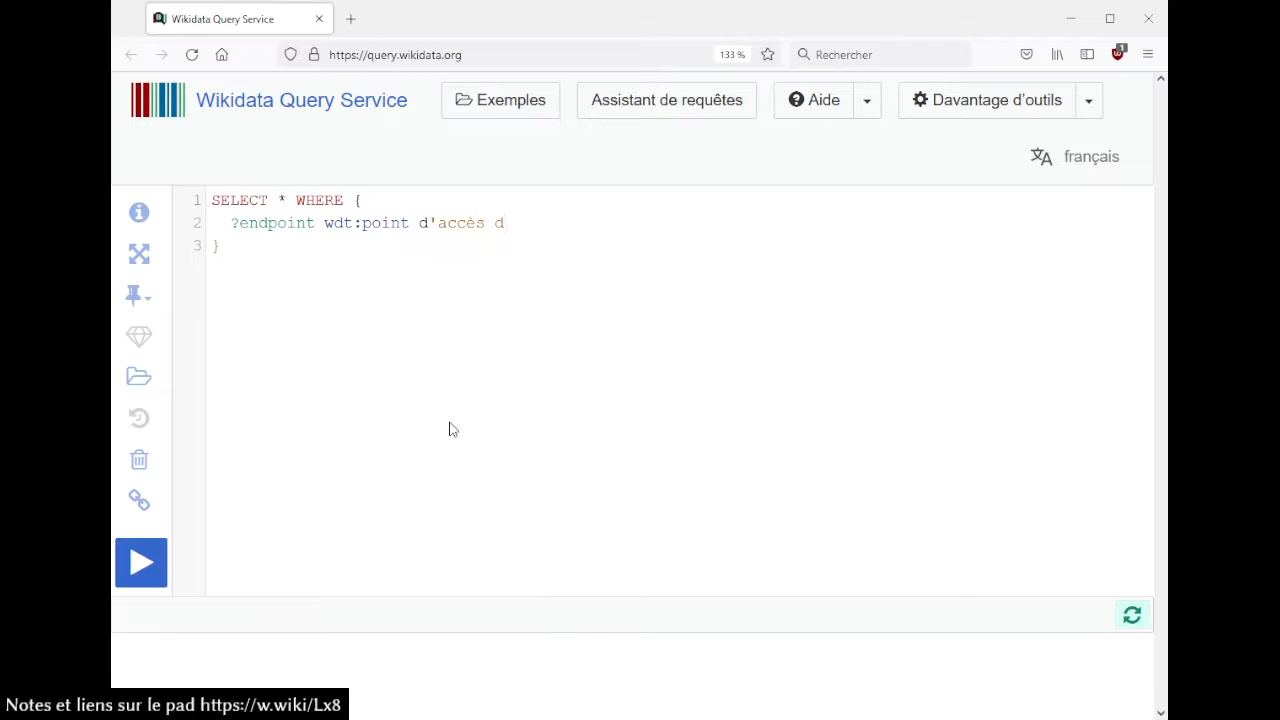 Wikidata Query Service
https://query.wikidata.org
133 %
Rechercher
1
Wikidata Query Service
Exemples
Assistant de requêtes
Aide
Davantage d'outils
français
1 SELECT * WHERE {
2 ?endpoint wdt:point d'accès d
3 }
Notes et liens sur le pad https://w.wiki/Lx8